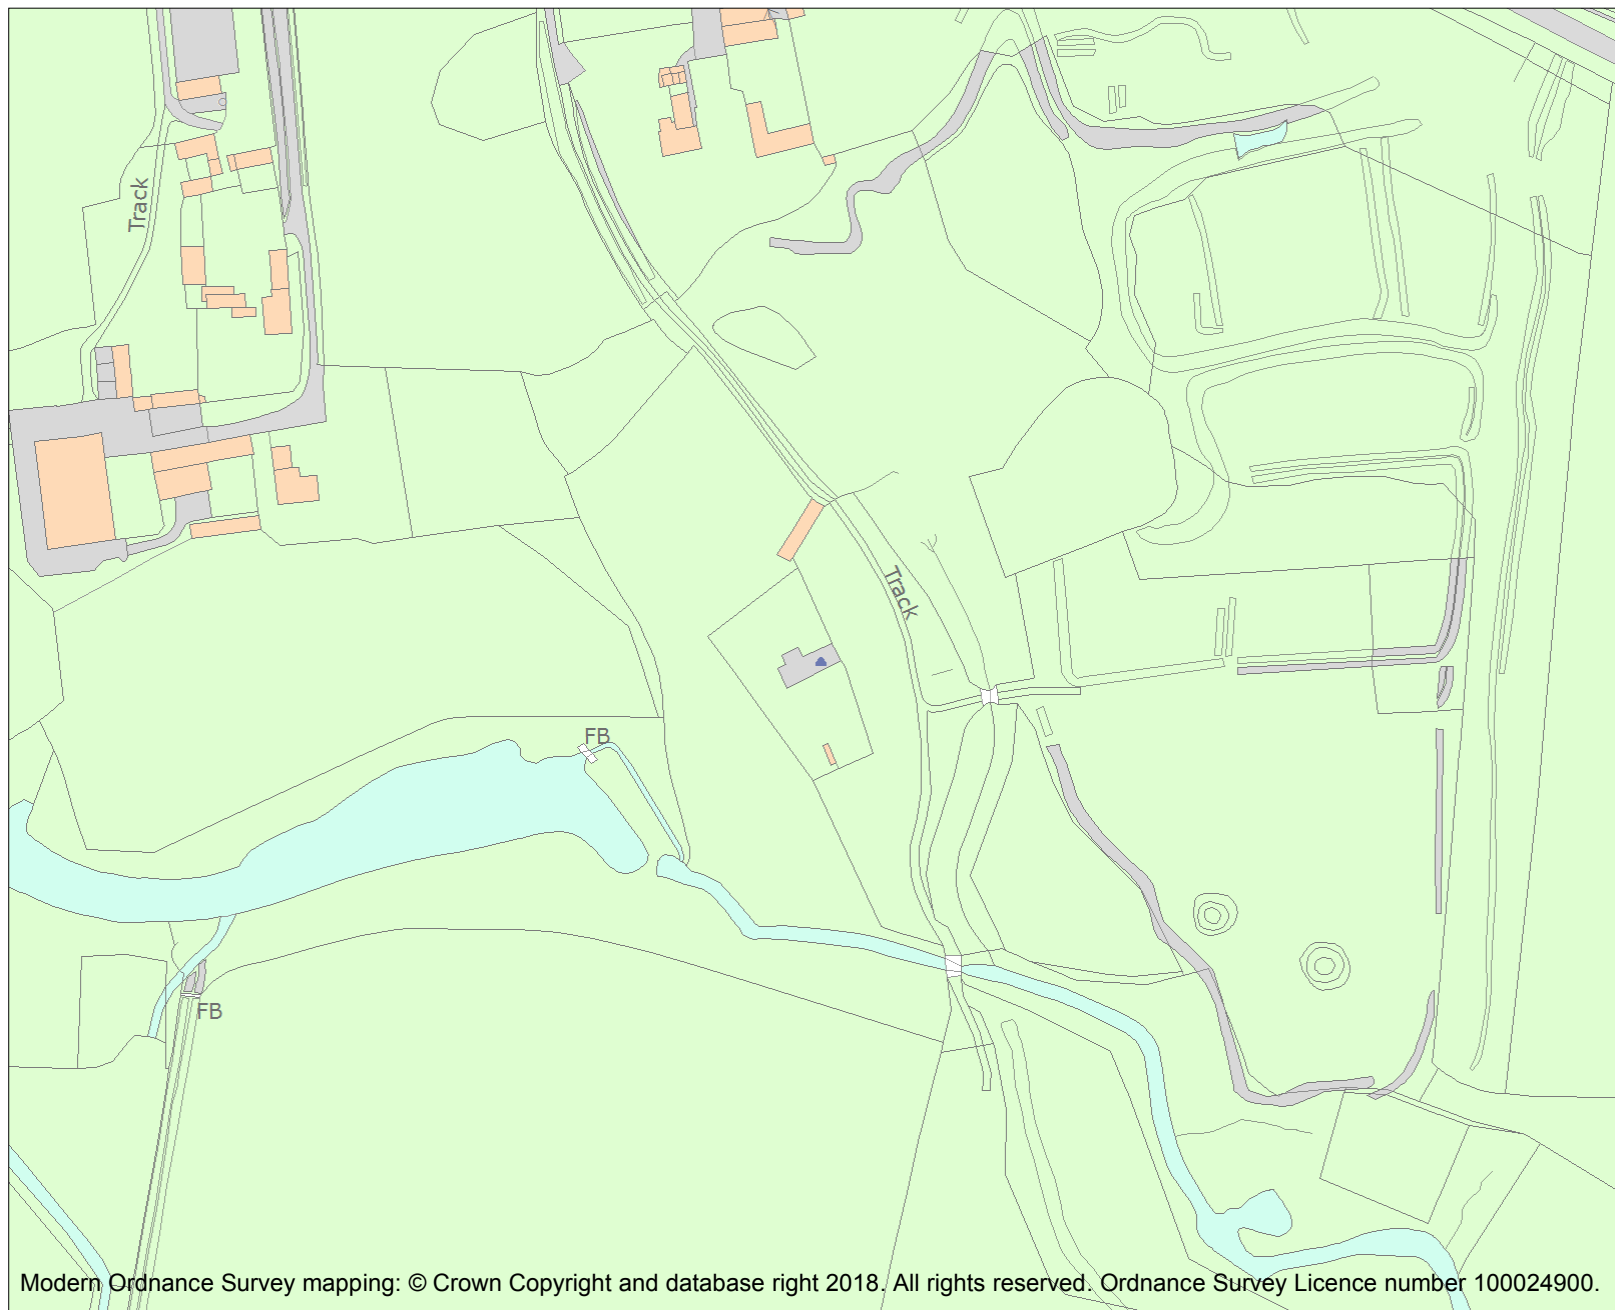 Track
Track
FB
FB
Modern Ordnance Survey mapping: © Crown Copyright and database right 2018. All rights reserved. Ordnance Survey Licence number 100024900.